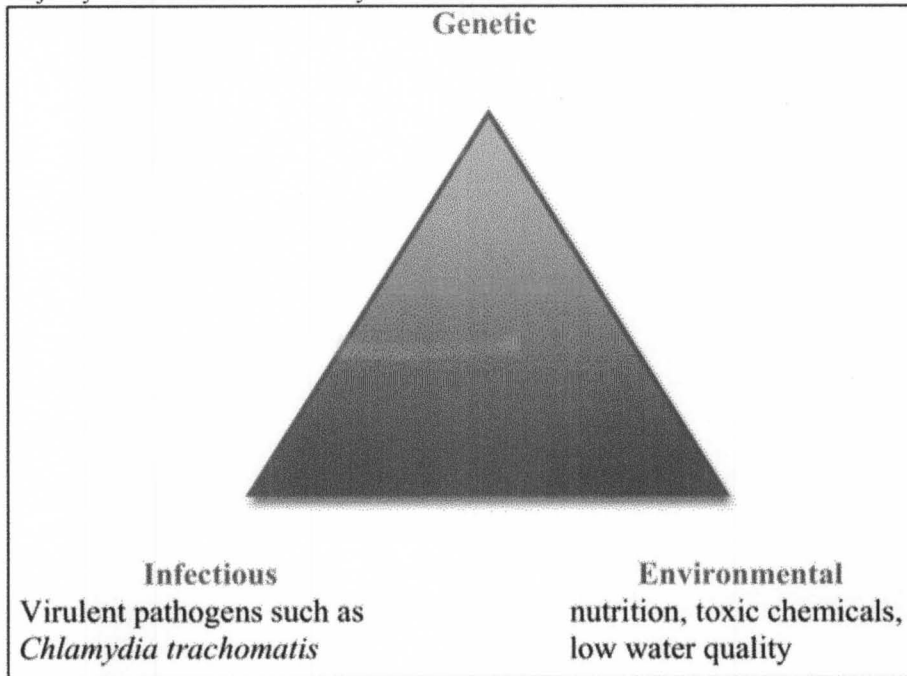 Genetic
Infectious
Virulent pathogens such as
Chlamydia trachomatis
Environmental
nutrition, toxic chemicals,
low water quality